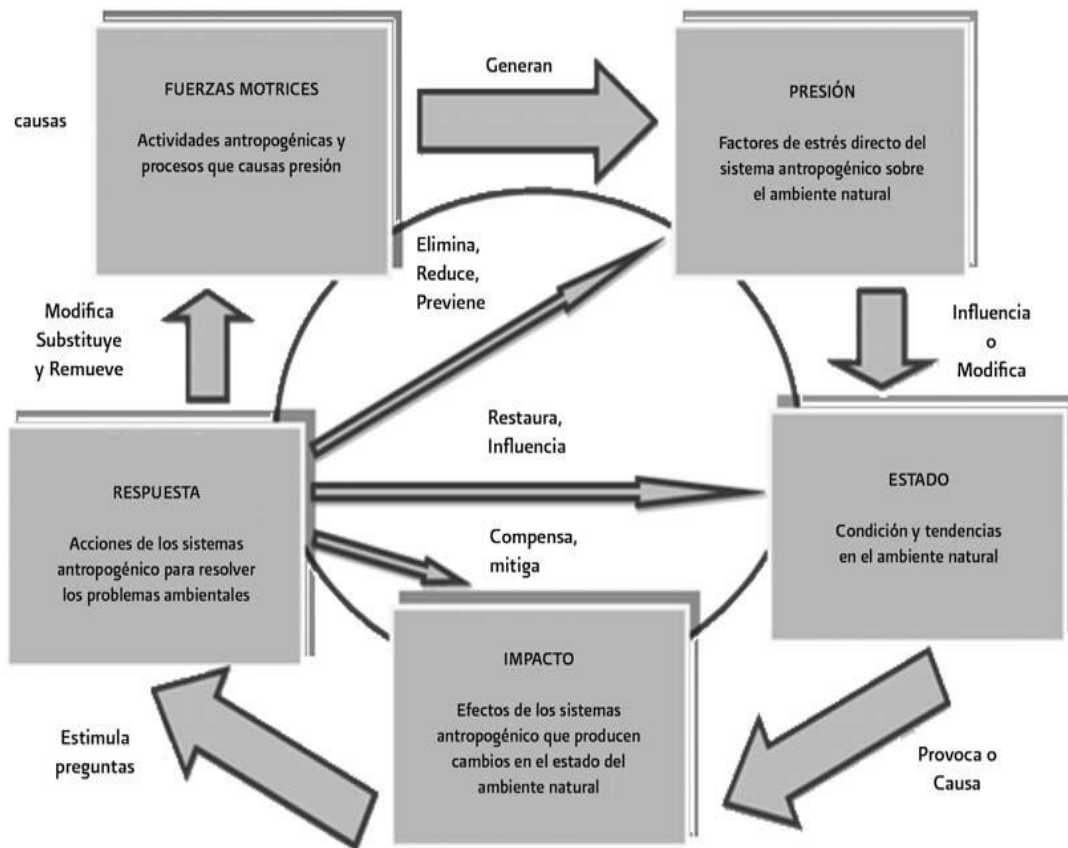 causas
FUERZAS MOTRICES
Actividades antropogénicas y
procesos que causas presión
Generan
PRESIÓN
Factores de estrés directo del
sistema antropogénico sobre
el ambiente natural
Elimina,
Reduce,
Previene
Modifica
Substituye
y Remueve
Influencia
o
Modifica
Restaura,
Influencia
RESPUESTA
Acciones de los sistemas
antropogénico para resolver
los problemas ambientales
ESTADO
Condición y tendencias
en el ambiente natural
Compensa,
mitiga
IMPACTO
Efectos de los sistemas
antropogénico que producen
cambios en el estado del
ambiente natural
Estimula
preguntas
Provoca o
Causa